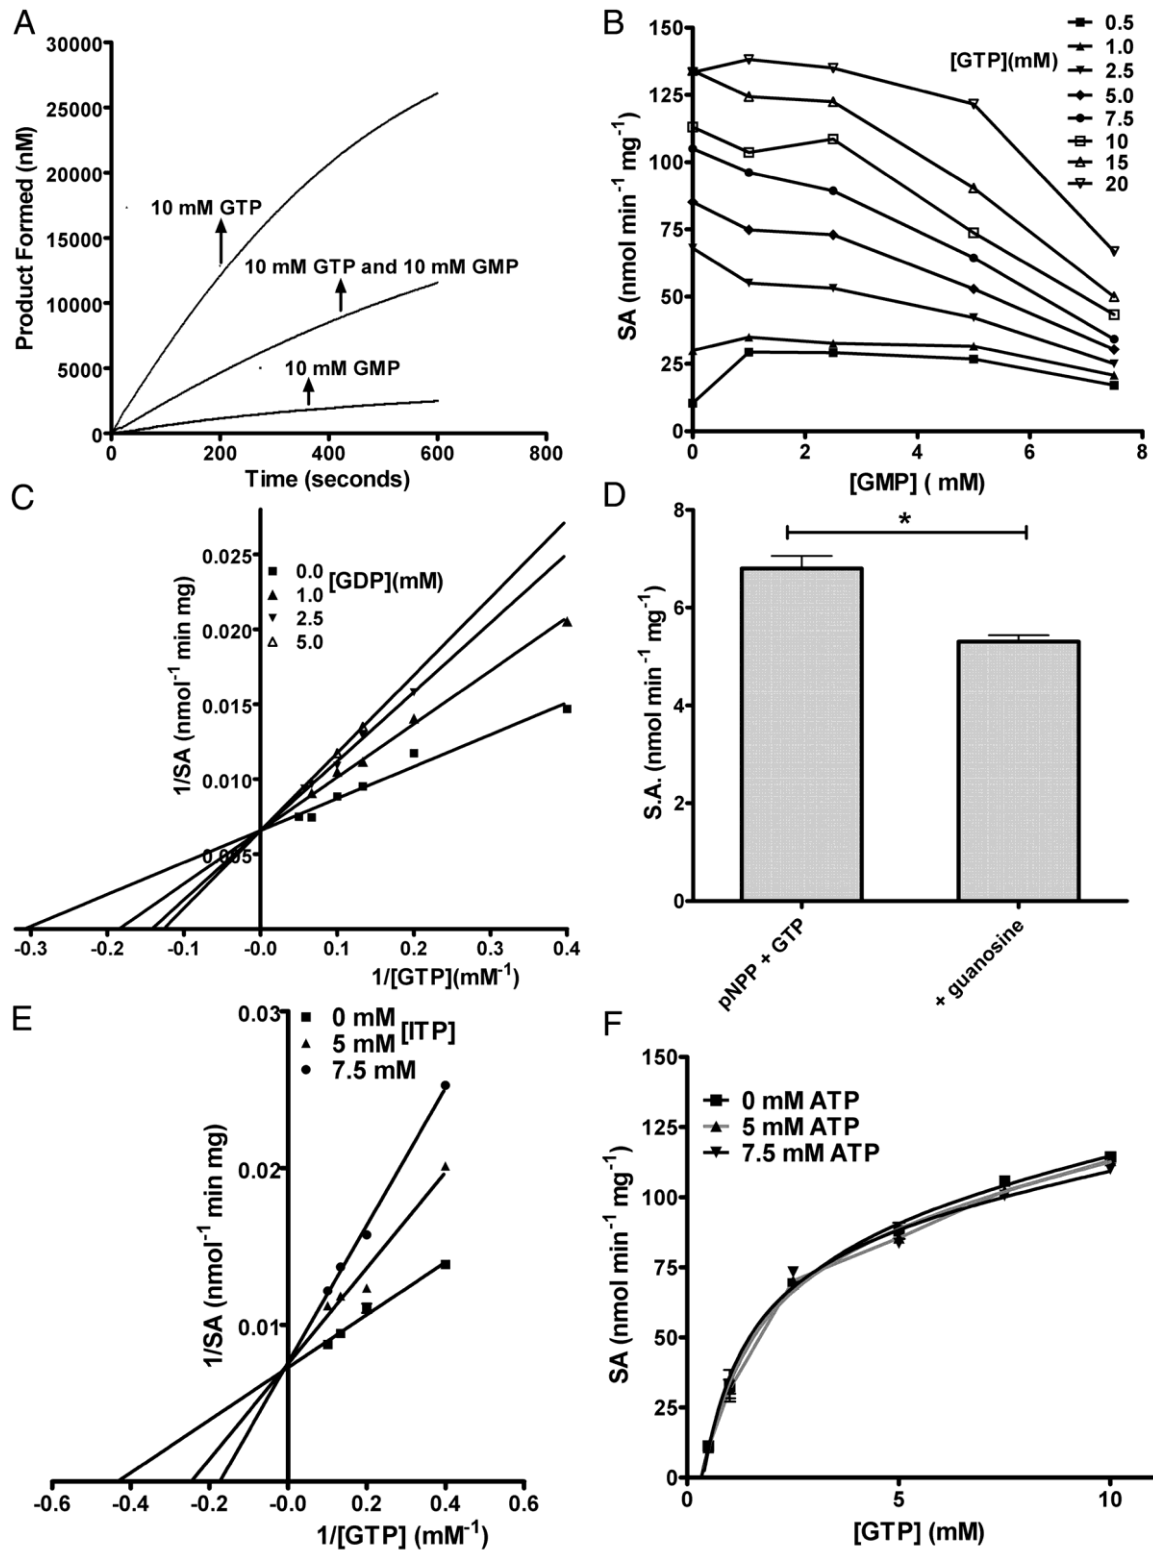 A
30000
25000
20000
15000
10000
5000
0
Product Formed (nM)
10 mM GTP
10 mM GTP and 10 mM GMP
10 mM GMP
0 200 400 600 800
Time (seconds)
B
150
125
100
75
50
25
0
SA (nmol min-1 mg-1)
[GTP](mM)
0.5
1.0
2.5
5.0
7.5
10
15
20
0 2 4 6 8
[GMP] ( mM)
C
0.025
0.020
0.015
0.010
0.005
1/SA (nmol-1 min mg)
[GDP](mM)
0.0
1.0
2.5
5.0
-0.3 -0.2 -0.1 -0.0 0.1 0.2 0.3 0.4
1/[GTP](mM-1)
D
8
6
4
2
0
S.A. (nmol min-1 mg-1)
*
pNPP + GTP
+ guanosine
E
0.03
0.02
0.01
1/SA (nmol-1 min mg)
0 mM
5 mM
7.5 mM
[ITP]
-0.6 -0.4 -0.2 -0.0 0.2 0.4 0.6
1/[GTP] (mM-1)
F
150
125
100
75
50
25
0
SA (nmol min-1 mg-1)
0 mM ATP
5 mM ATP
7.5 mM ATP
0 5 10
[GTP] (mM)